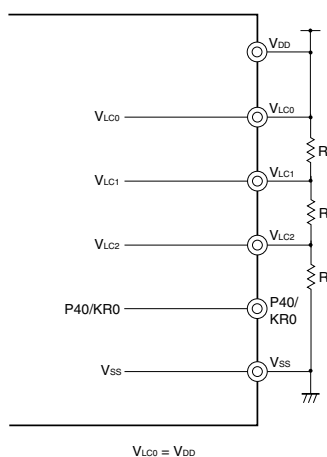 VDD
VLC0 VLC0
R
VLC1 VLC1
R
VLC2 VLC2
R
P40/KR0 P40/
KR0
VSS VSS
VLC0 = VDD